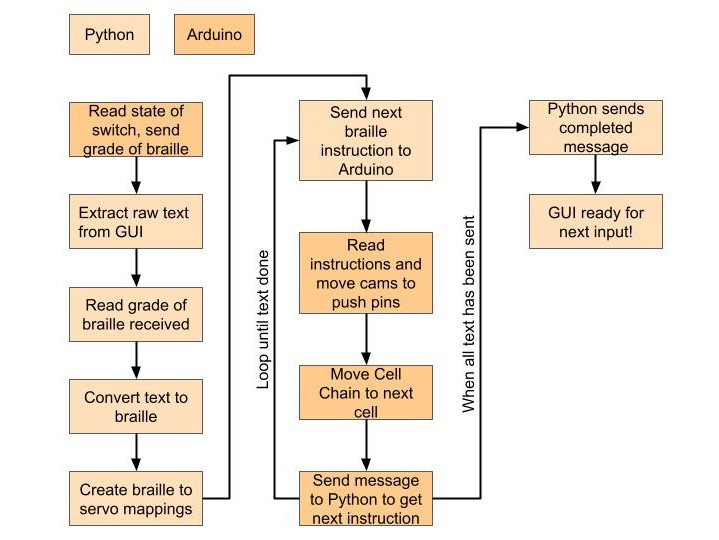 Python
Arduino
Read state of
switch, send
grade of braille
Extract raw text
from GUI
Read grade of
braille received
Convert text to
braille
Create braille to
servo mappings
Send next
braille
instruction to
Arduino
Read
instructions and
move cams to
push pins
Move Cell
Chain to next
cell
Send message
to Python to get
next instruction
Loop until text done
When all text has been sent
Python sends
completed
message
GUI ready for
next input!